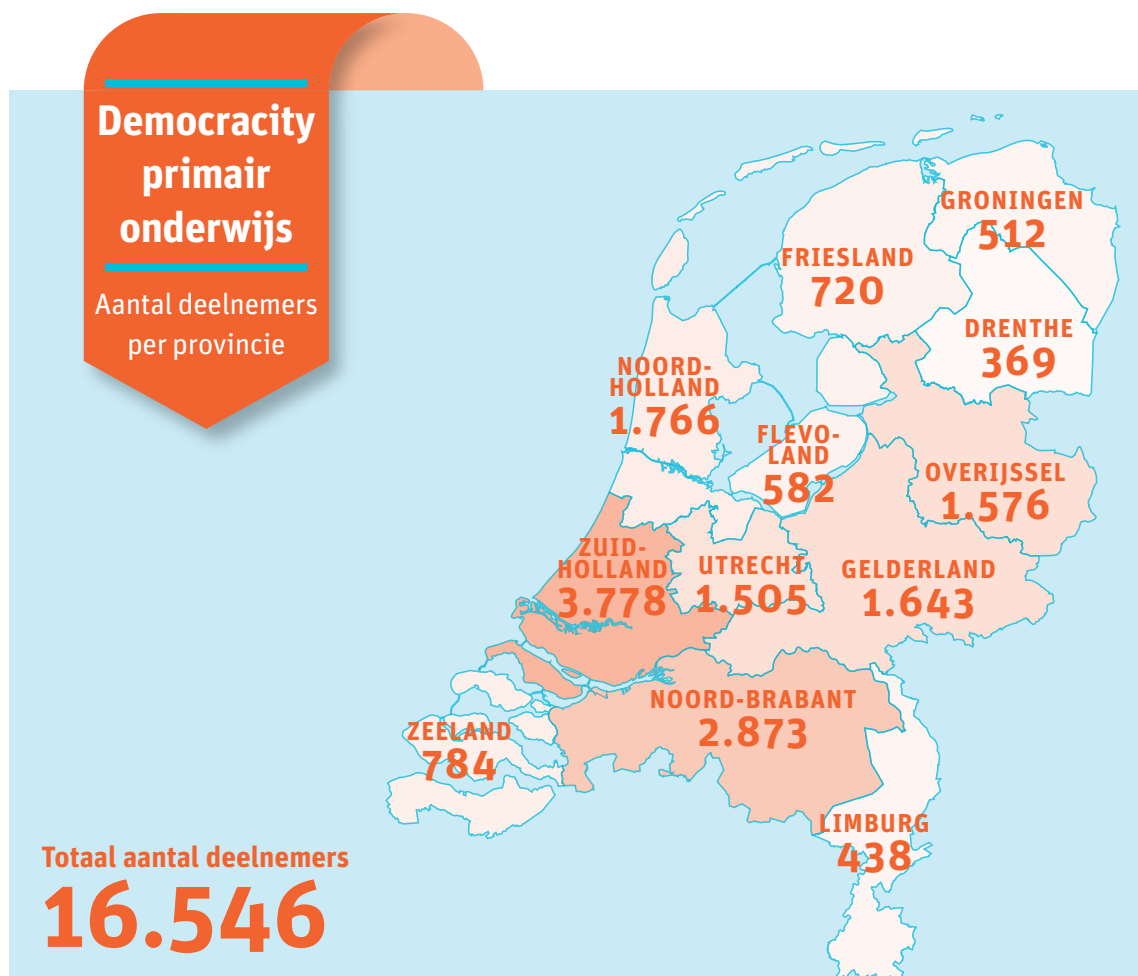 Democracity
primair
onderwijs
Aantal deelnemers
per provincie
GRONINGEN
512
FRIESLAND
720
DRENTHE
369
NOORD-
HOLLAND
1.766
FLEVO-
LAND
582
OVERIJSSEL
1.576
ZUID-
HOLLAND
3.778
UTRECHT
1.505
GELDERLAND
1.643
NOORD-BRABANT
2.873
ZEELAND
784
LIMBURG
438
Totaal aantal deelnemers
16.546